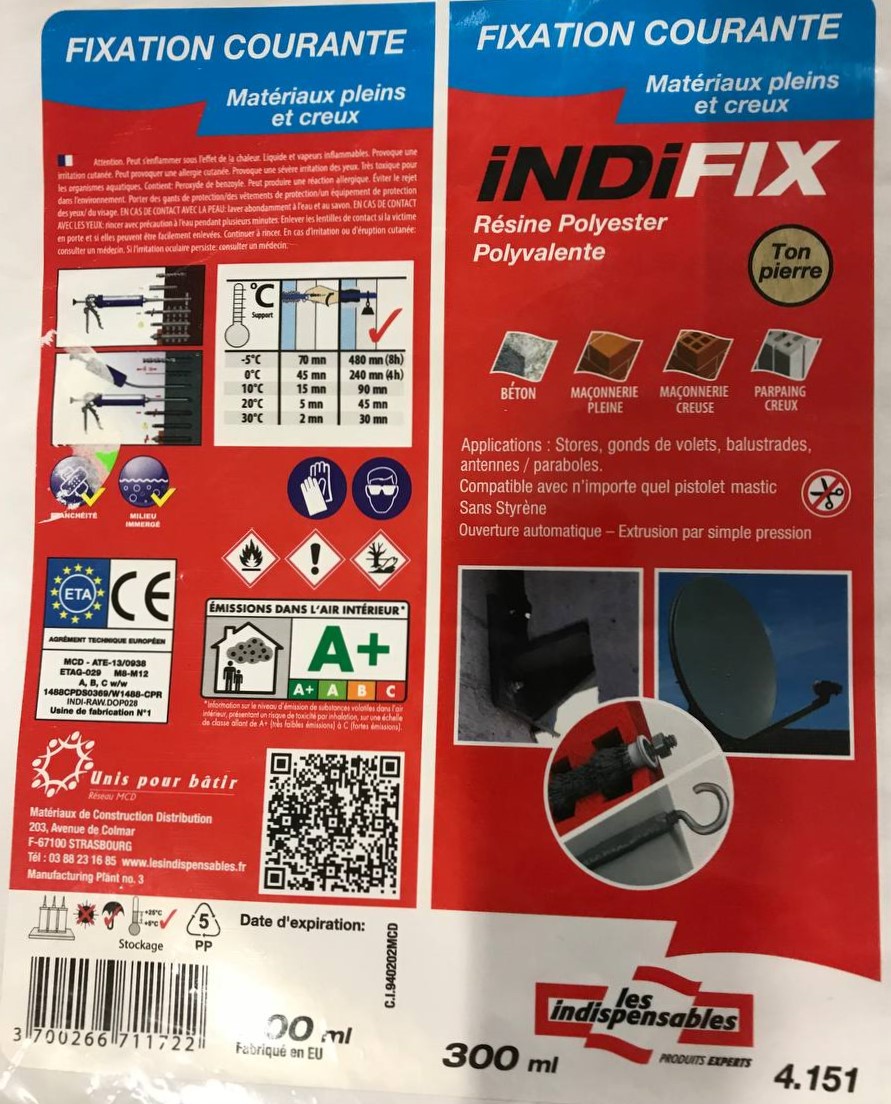 FIXATION COURANTE
Matériaux pleins
et creux
Attention. Peut s'enflammer sous l'effet de la chaleur. Liquide et vapeurs inflammables. Provoque une
irritation cutanée. Peut provoquer une allergie cutanée. Provoque une sévère irritation des yeux. Très toxique pour
les organismes aquatiques. Contient: Peroxyde de benzoyle. Peut produire une réaction allergique. Éviter le rejet
dans l'environnement. Porter des gants de protection/des vêtements de protection/un équipement de protection
des yeux/ du visage. EN CAS DE CONTACT AVEC LA PEAU: laver abondamment à l'eau et au savon. EN CAS DE CONTACT
AVEC LES YEUX: rincer avec précaution à l'eau pendant plusieurs minutes. Enlever les lentilles de contact si la victime
en porte et si elles peuvent être facilement enlevées. Continuer à rincer. En cas d'irritation ou d'éruption cutanée:
consulter un médecin. Si l'irritation oculaire persiste: consulter un médecin.
°C
Support
-5°C 70 mn 480 mn (8h)
0°C 45 mn 240 mn (4h)
10°C 15 mn 90 mn
20°C 5 mn 45 mn
30°C 2 mn 30 mn
MILIEU
IMMERGÉ
ETA CE
AGRÉMENT TECHNIQUE EUROPÉEN
MCD - ATE-13/0938
ETAG-029 M8-M12
A, B, C w/w
1488CPDS0369/W1488-CPR
INDI-RAW.DOP028
Usine de fabrication N°1
ÉMISSIONS DANS L'AIR INTÉRIEUR*
A+
A+ A B C
*Information sur le niveau d'émission de substances volatiles dans l'air
intérieur, présentant un risque de toxicité par inhalation, sur une échelle
de classe allant de A+ (très faibles émissions) à C (fortes émissions).
Unis pour bâtir
Réseau MCD
Matériaux de Construction Distribution
203, Avenue de Colmar
F-67100 STRASBOURG
Tél : 03 88 23 16 85 www.lesindispensables.fr
Manufacturing Plant no. 3
+25°C
+5°C
Stockage
5
PP
Date d'expiration:
C.I.940202MCD
3 700266 711722
00 ml
Fabriqué en EU
FIXATION COURANTE
Matériaux pleins
et creux
iNDiFIX
Résine Polyester
Polyvalente
Ton
pierre
BÉTON
MAÇONNERIE
PLEINE
MAÇONNERIE
CREUSE
PARPAING
CREUX
Applications : Stores, gonds de volets, balustrades,
antennes / paraboles.
Compatible avec n'importe quel pistolet mastic
Sans Styrène
Ouverture automatique – Extrusion par simple pression
les
indispensables
PRODUITS EXPERTS
300 ml
4.151